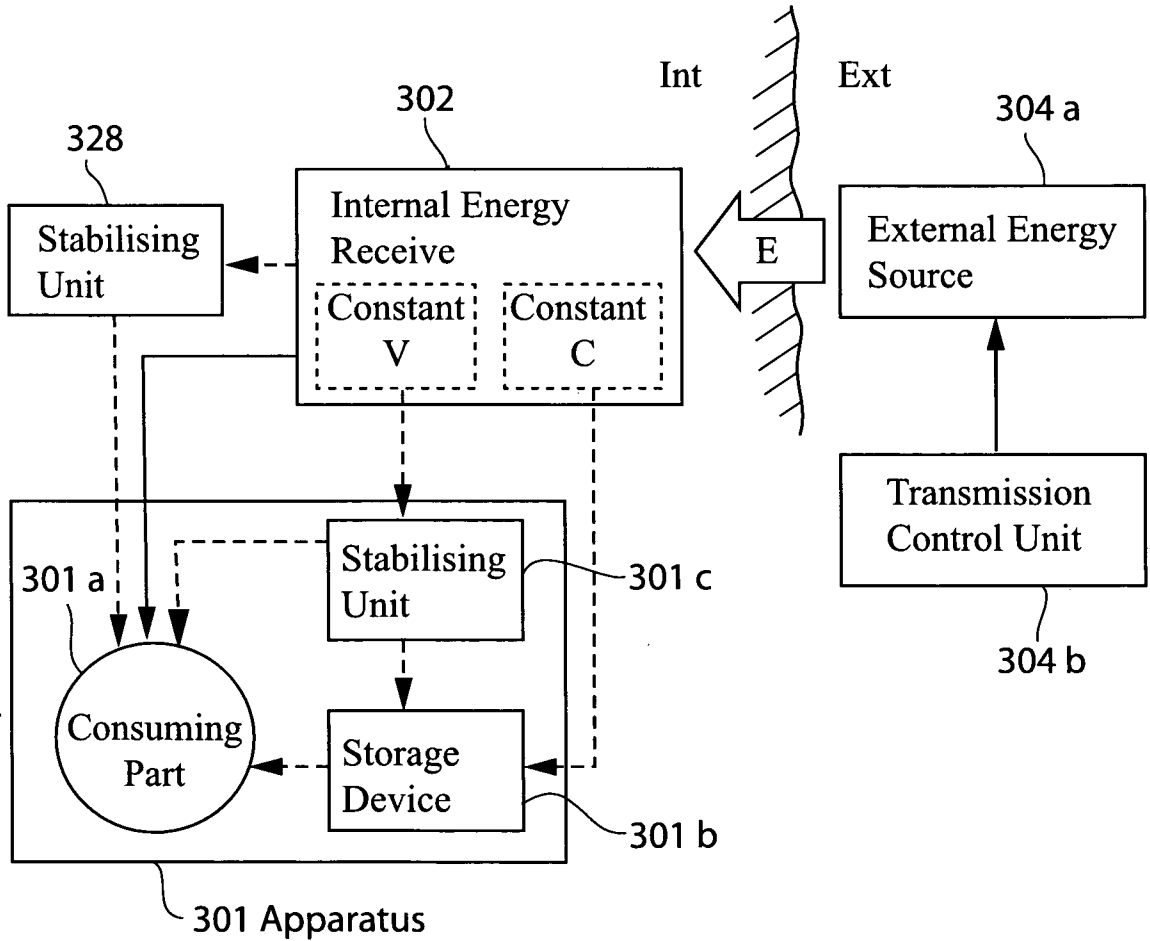 Int
Ext
302
304 a
328
Internal Energy
Receive
Stabilising
Unit
E
External Energy
Source
Constant
V
Constant
C
Transmission
Control Unit
Stabilising
Unit
301 a
301 c
304 b
Consuming
Part
Storage
Device
301 b
301 Apparatus